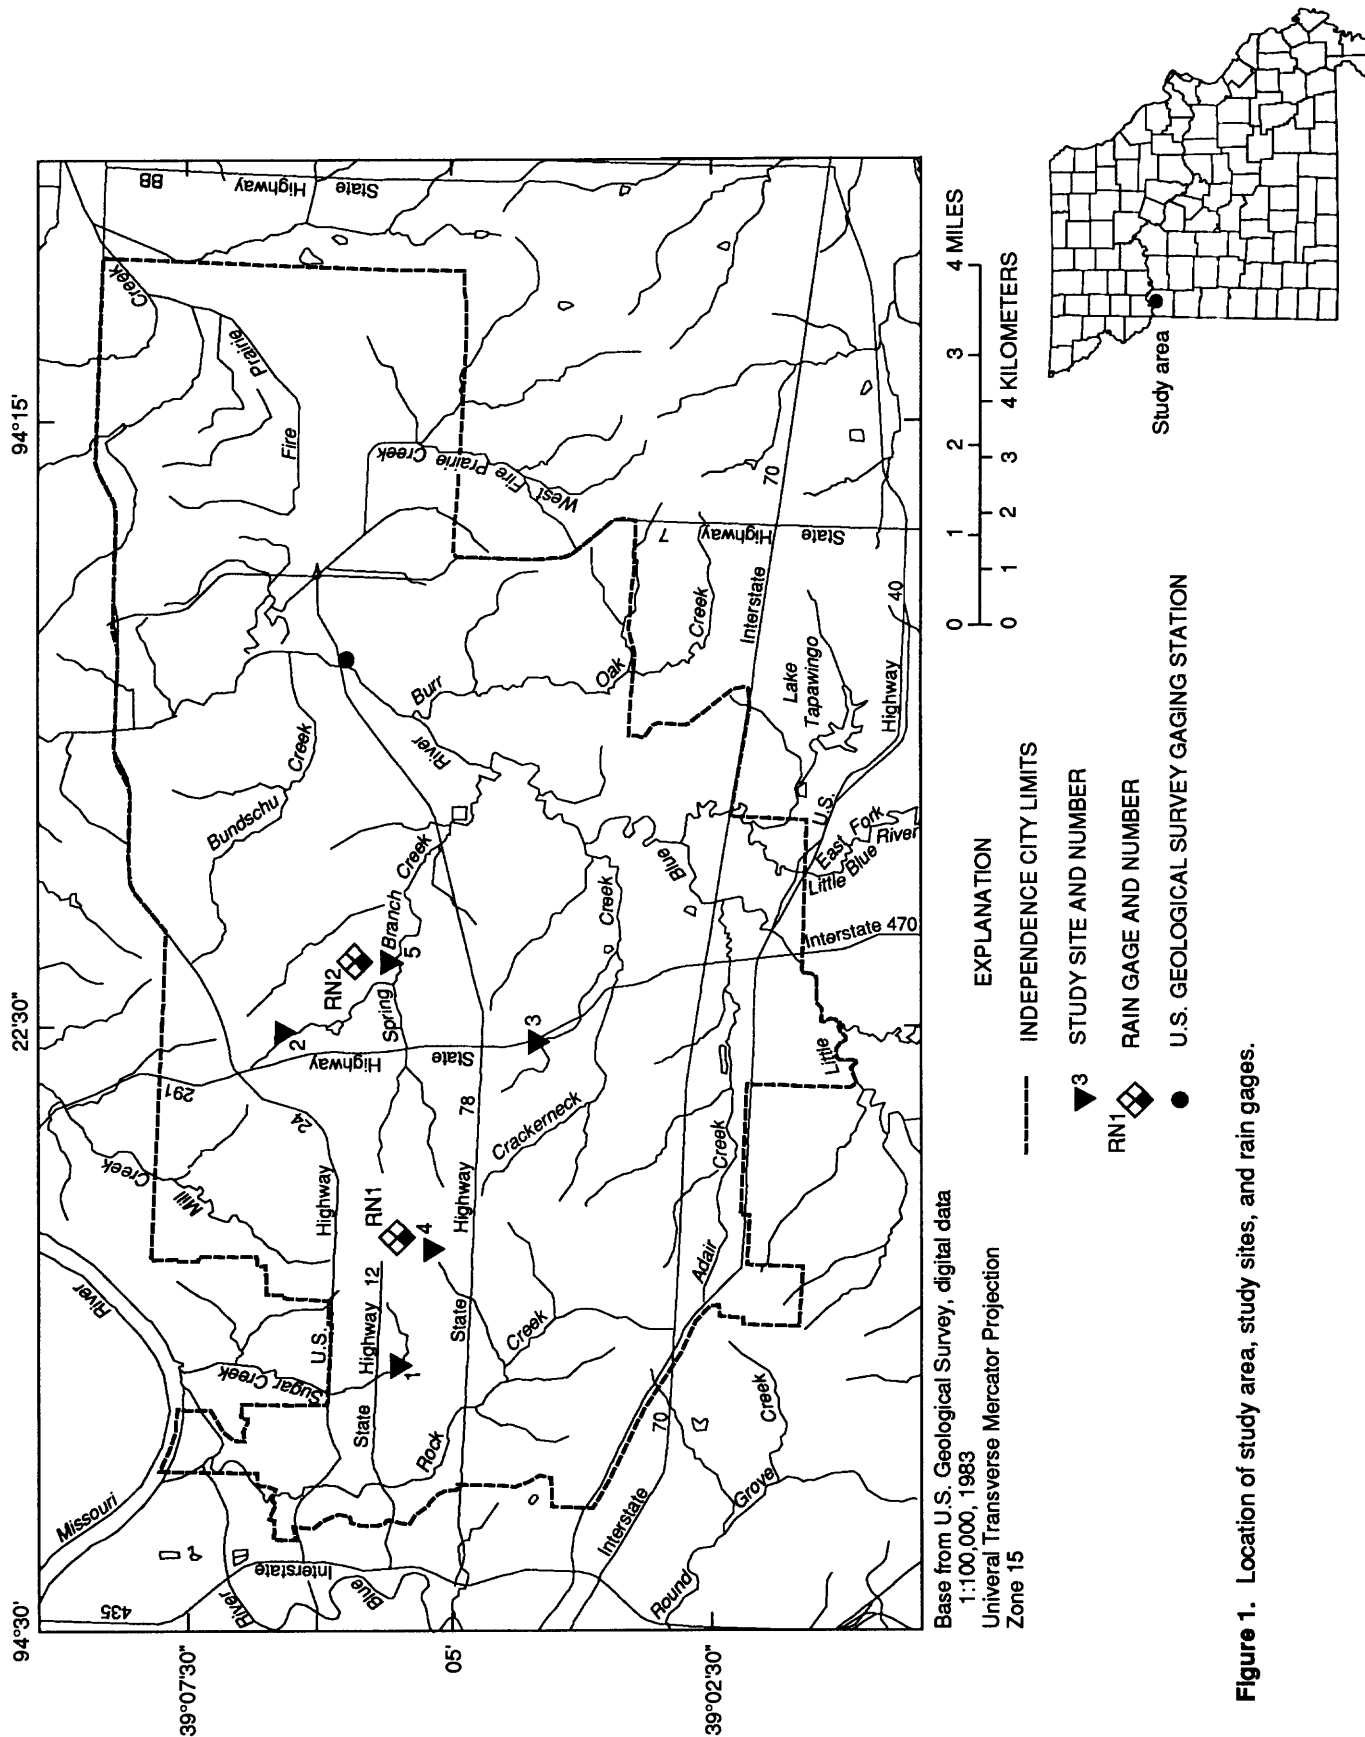 94°30'
22'30"
94°15'
39°07'30"
05'
39°02'30"
Missouri
River
435
River
Interstate
Blue
Sugar Creek
U.S.
Highway
24
Mill
Creek
291
State
Highway 12
RN1
4
1
Rock
Creek
State
Highway
78
State
Highway
2
RN2
5
Spring
Branch
Creek
3
Crackerneck
Creek
Bundschu
Creek
River
Burr
Oak
Creek
Fire
Prairie
Creek
West
Fire Prairie
Creek
State
Highway
BB
State
Highway
7
Interstate
70
Lake
Tapawingo
Highway
40
U.S.
East Fork
Little Blue
River
Interstate 470
Blue
Little
Adair
Creek
70
Interstate
Round
Grove
Creek
Base from U.S. Geological Survey, digital data
1:100,000, 1983
Univeral Transverse Mercator Projection
Zone 15
0 1 2 3 4 MILES
0 1 2 3 4 KILOMETERS
EXPLANATION
INDEPENDENCE CITY LIMITS
3 STUDY SITE AND NUMBER
RN1 RAIN GAGE AND NUMBER
U.S. GEOLOGICAL SURVEY GAGING STATION
Study area
Figure 1. Location of study area, study sites, and rain gages.